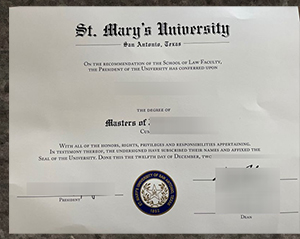 St. Mary's University
San Antonio, Texas
On the recommendation of the School of Law Faculty,
the President of the University has conferred upon
the degree of
Masters of
Cum
With all of the honors, rights, privileges and responsibilities appertaining.
In testimony thereof, the undersigned have subscribed their names and affixed the
Seal of the University. Done this the twelfth day of December, two
President
Dean